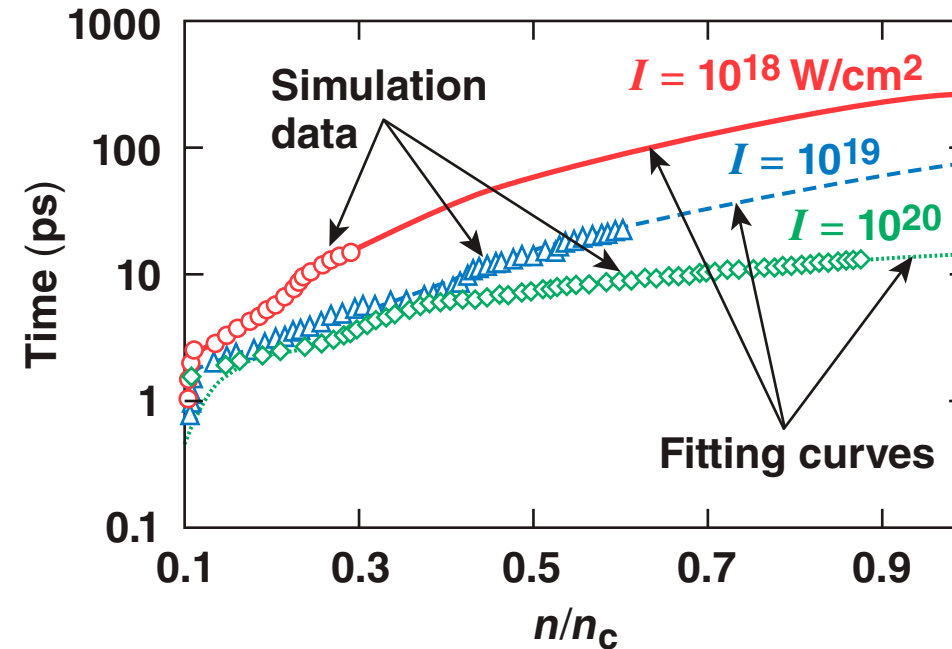 1000
100
10
1
0.1
Time (ps)
Simulation
data
I = 10¹⁸ W/cm²
I = 10¹⁹
I = 10²⁰
Fitting curves
0.1 0.3 0.5 0.7 0.9
n/nc